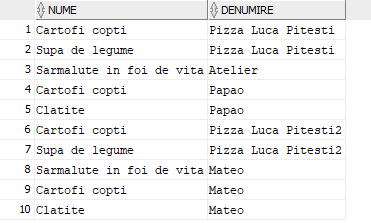 NUME DENUMIRE
1 Cartofi copti Pizza Luca Pitesti
2 Supa de legume Pizza Luca Pitesti
3 Sarmalute in foi de vita Atelier
4 Cartofi copti Papao
5 Clatite Papao
6 Cartofi copti Pizza Luca Pitesti2
7 Supa de legume Pizza Luca Pitesti2
8 Sarmalute in foi de vita Mateo
9 Cartofi copti Mateo
10 Clatite Mateo